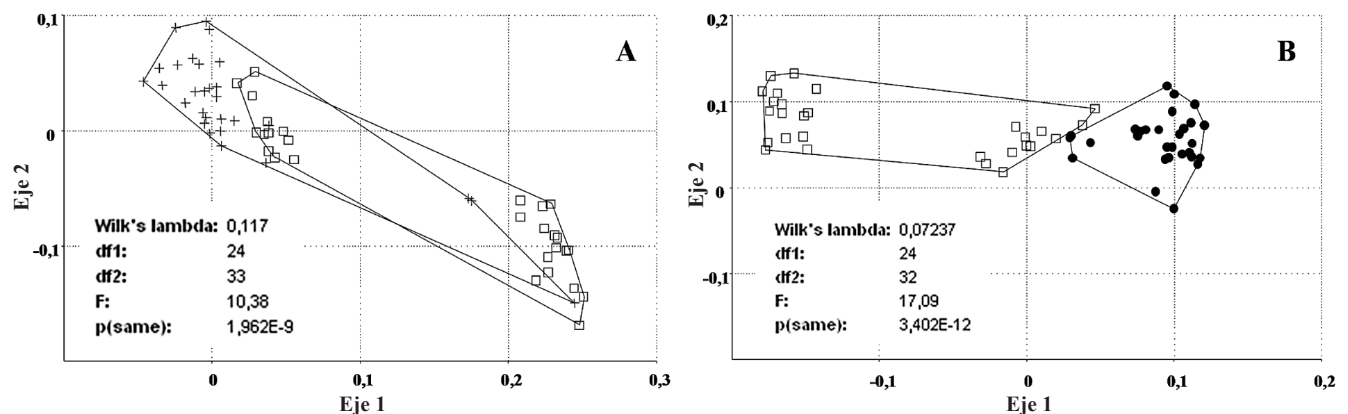 A
0,1
0
-0,1
Eje 2
Wilk's lambda: 0,117
df1: 24
df2: 33
F: 10,38
p(same): 1,962E-9
0 0,1 0,2 0,3
Eje 1
B
0,2
0,1
0
-0,1
Eje 2
Wilk's lambda: 0,07237
df1: 24
df2: 32
F: 17,09
p(same): 3,402E-12
-0,1 0 0,1 0,2
Eje 1